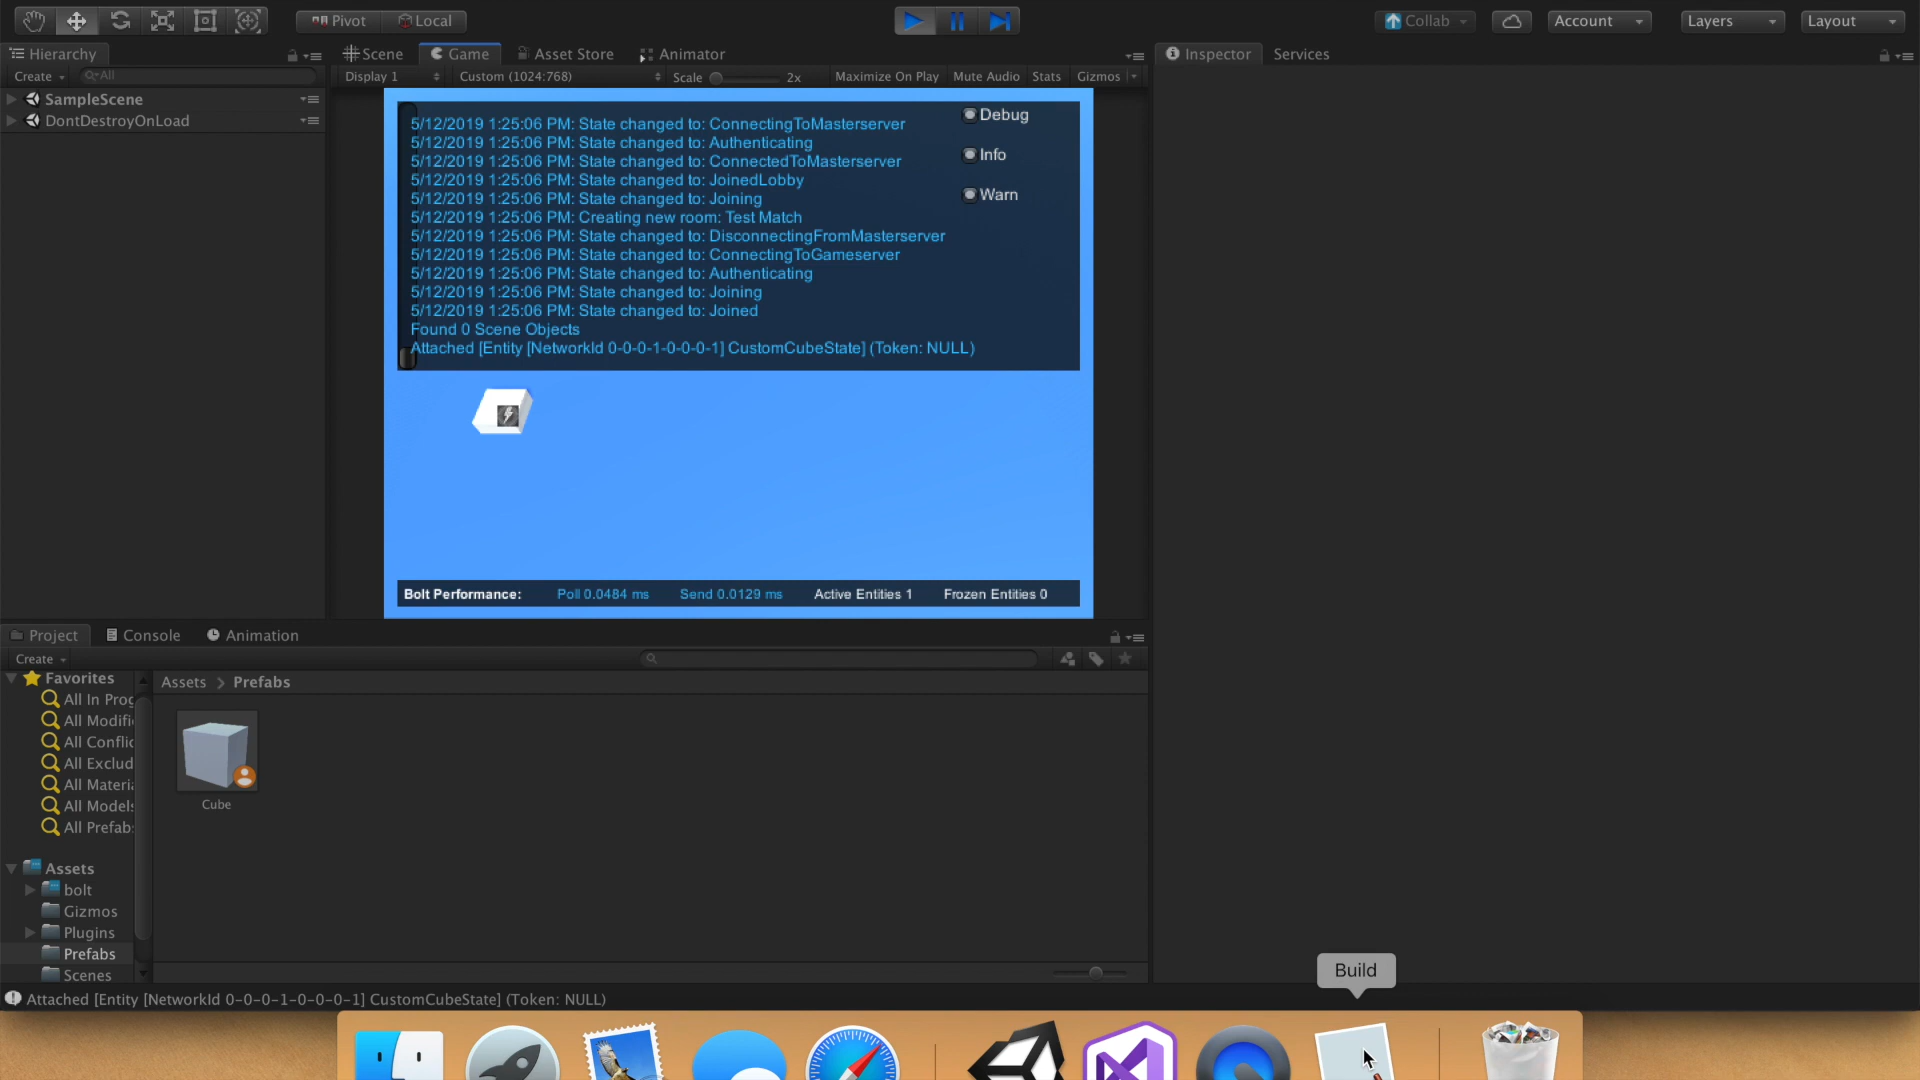 Pivot Local
Collab Account Layers Layout
Hierarchy
Scene Game Asset Store Animator
Inspector Services
Create All
Display 1 Custom (1024:768) Scale 2x Maximize On Play Mute Audio Stats Gizmos
SampleScene
DontDestroyOnLoad
5/12/2019 1:25:06 PM: State changed to: ConnectingToMasterserver
5/12/2019 1:25:06 PM: State changed to: Authenticating
5/12/2019 1:25:06 PM: State changed to: ConnectedToMasterserver
5/12/2019 1:25:06 PM: State changed to: JoinedLobby
5/12/2019 1:25:06 PM: State changed to: Joining
5/12/2019 1:25:06 PM: Creating new room: Test Match
5/12/2019 1:25:06 PM: State changed to: DisconnectingFromMasterserver
5/12/2019 1:25:06 PM: State changed to: ConnectingToGameserver
5/12/2019 1:25:06 PM: State changed to: Authenticating
5/12/2019 1:25:06 PM: State changed to: Joining
5/12/2019 1:25:06 PM: State changed to: Joined
Found 0 Scene Objects
Attached [Entity [NetworkId 0-0-0-1-0-0-0-1] CustomCubeState] (Token: NULL)
Debug
Info
Warn
Bolt Performance: Poll 0.0484 ms Send 0.0129 ms Active Entities 1 Frozen Entities 0
Project Console Animation
Create
Favorites
All In Prog
All Modifi
All Conflic
All Exclud
All Materia
All Models
All Prefab
Assets
bolt
Gizmos
Plugins
Prefabs
Scenes
Assets > Prefabs
Cube
Build
Attached [Entity [NetworkId 0-0-0-1-0-0-0-1] CustomCubeState] (Token: NULL)